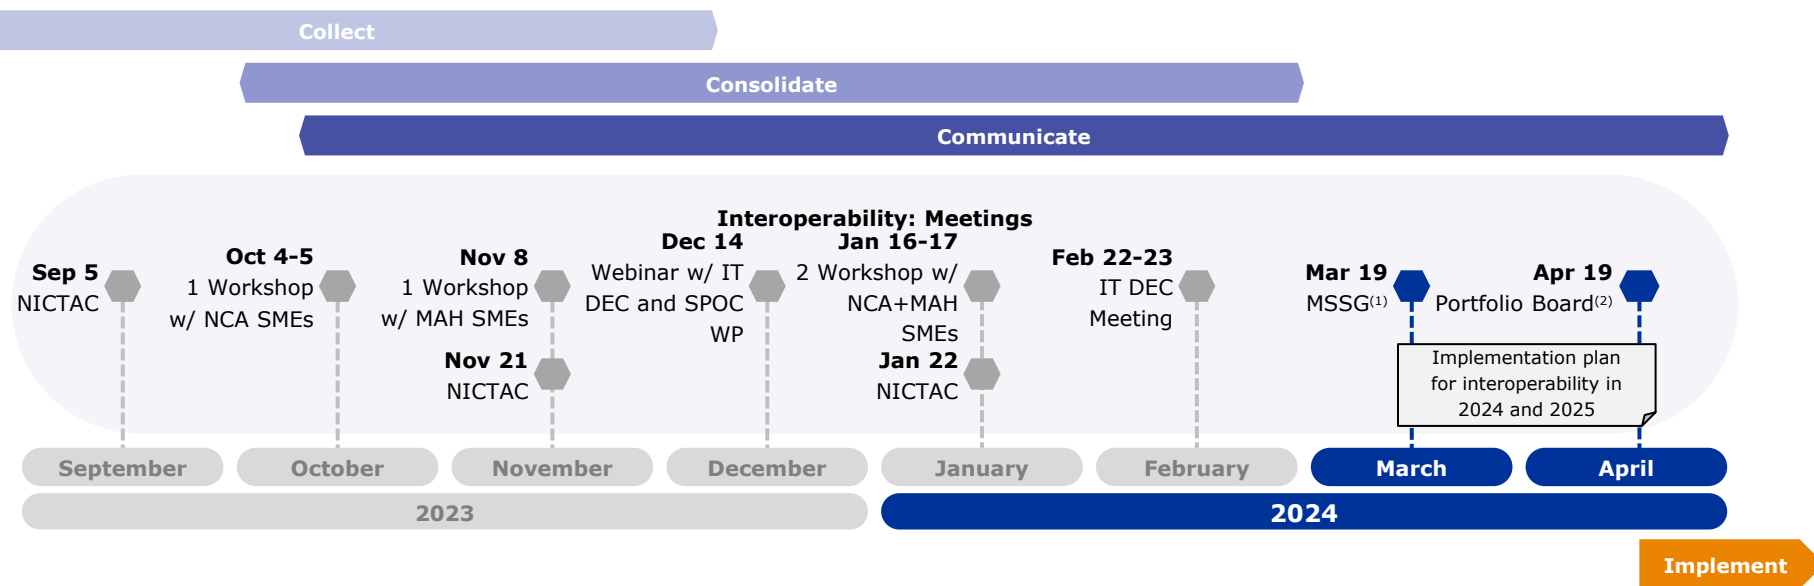 Collect
Consolidate
Communicate
Interoperability: Meetings
Sep 5
NICTAC
Oct 4-5
1 Workshop
w/ NCA SMEs
Nov 8
1 Workshop
w/ MAH SMEs
Nov 21
NICTAC
Dec 14
Webinar w/ IT
DEC and SPOC
WP
Jan 16-17
2 Workshop w/
NCA+MAH
SMEs
Jan 22
NICTAC
Feb 22-23
IT DEC
Meeting
Mar 19
MSSG(1)
Apr 19
Portfolio Board(2)
Implementation plan
for interoperability in
2024 and 2025
September
October
November
December
January
February
March
April
2023
2024
Implement